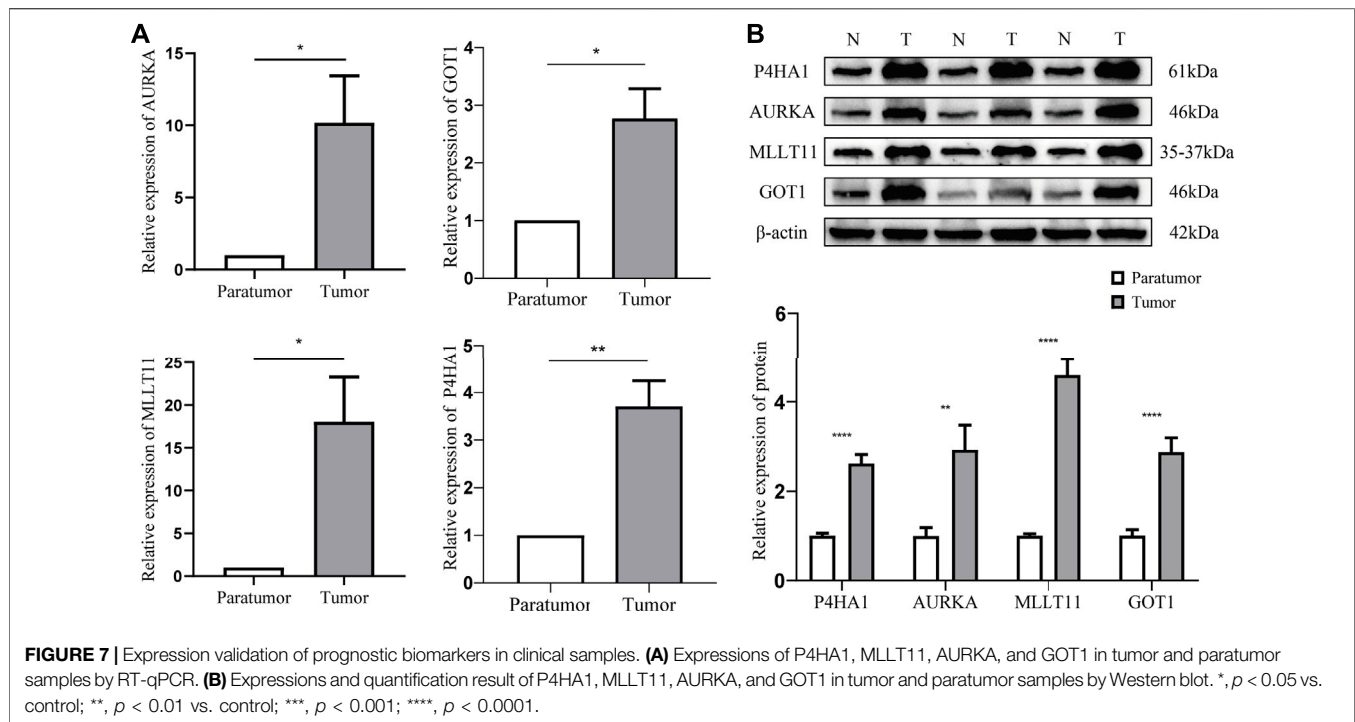 A
Relative expression of AURKA
15
10
5
0
*
Paratumor Tumor
Relative expression of GOT1
4
3
2
1
0
*
Paratumor Tumor
Relative expression of MLLT11
25
20
15
10
5
0
*
Paratumor Tumor
Relative expression of P4HA1
5
4
3
2
1
0
**
Paratumor Tumor
B
N T N T N T
P4HA1 61kDa
AURKA 46kDa
MLLT11 35-37kDa
GOT1 46kDa
β-actin 42kDa
Paratumor
Tumor
Relative expression of protein
6
4
2
0
****
**
****
****
P4HA1 AURKA MLLT11 GOT1
FIGURE 7 | Expression validation of prognostic biomarkers in clinical samples. (A) Expressions of P4HA1, MLLT11, AURKA, and GOT1 in tumor and paratumor
samples by RT-qPCR. (B) Expressions and quantification result of P4HA1, MLLT11, AURKA, and GOT1 in tumor and paratumor samples by Western blot. *, p < 0.05 vs.
control; **, p < 0.01 vs. control; ***, p < 0.001; ****, p < 0.0001.